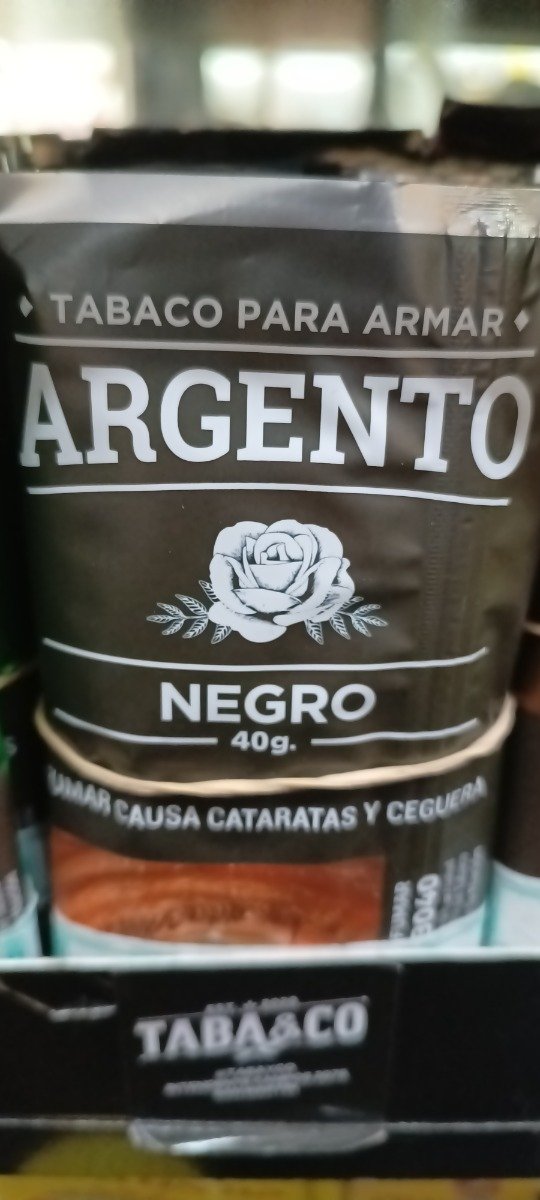 TABACO PARA ARMAR
ARGENTO
NEGRO
40g.
CAUSA CATARATAS Y CEGUERA
TABA&CO